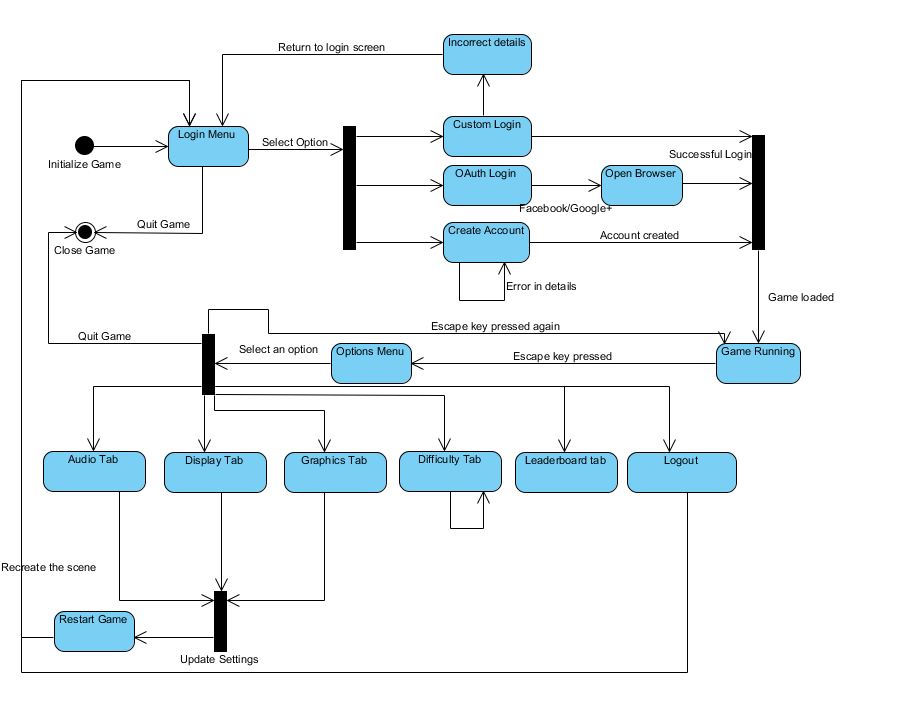 Incorrect details
Return to login screen
Custom Login
Login Menu
Select Option
Successful Login
Initialize Game
OAuth Login
Open Browser
Facebook/Google+
Quit Game
Create Account
Account created
Close Game
Error in details
Game loaded
Escape key pressed again
Quit Game
Select an option
Options Menu
Escape key pressed
Game Running
Audio Tab
Display Tab
Graphics Tab
Difficulty Tab
Leaderboard tab
Logout
Recreate the scene
Restart Game
Update Settings